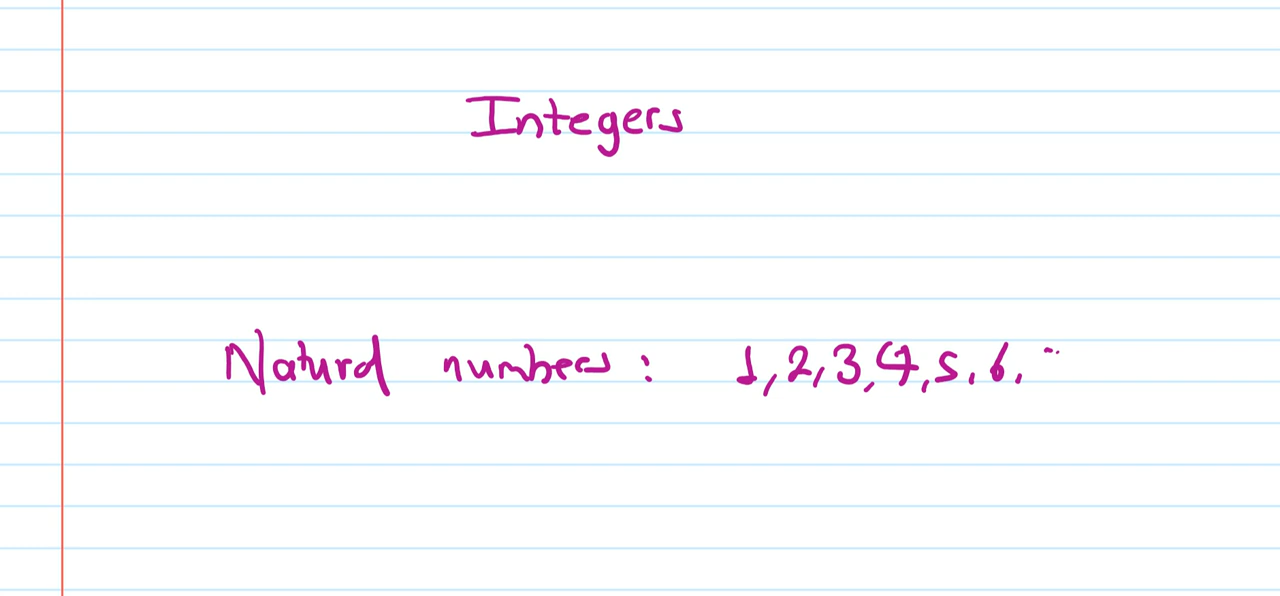 Integers
Natural numbers: 1, 2, 3, 4, 5, 6, ...